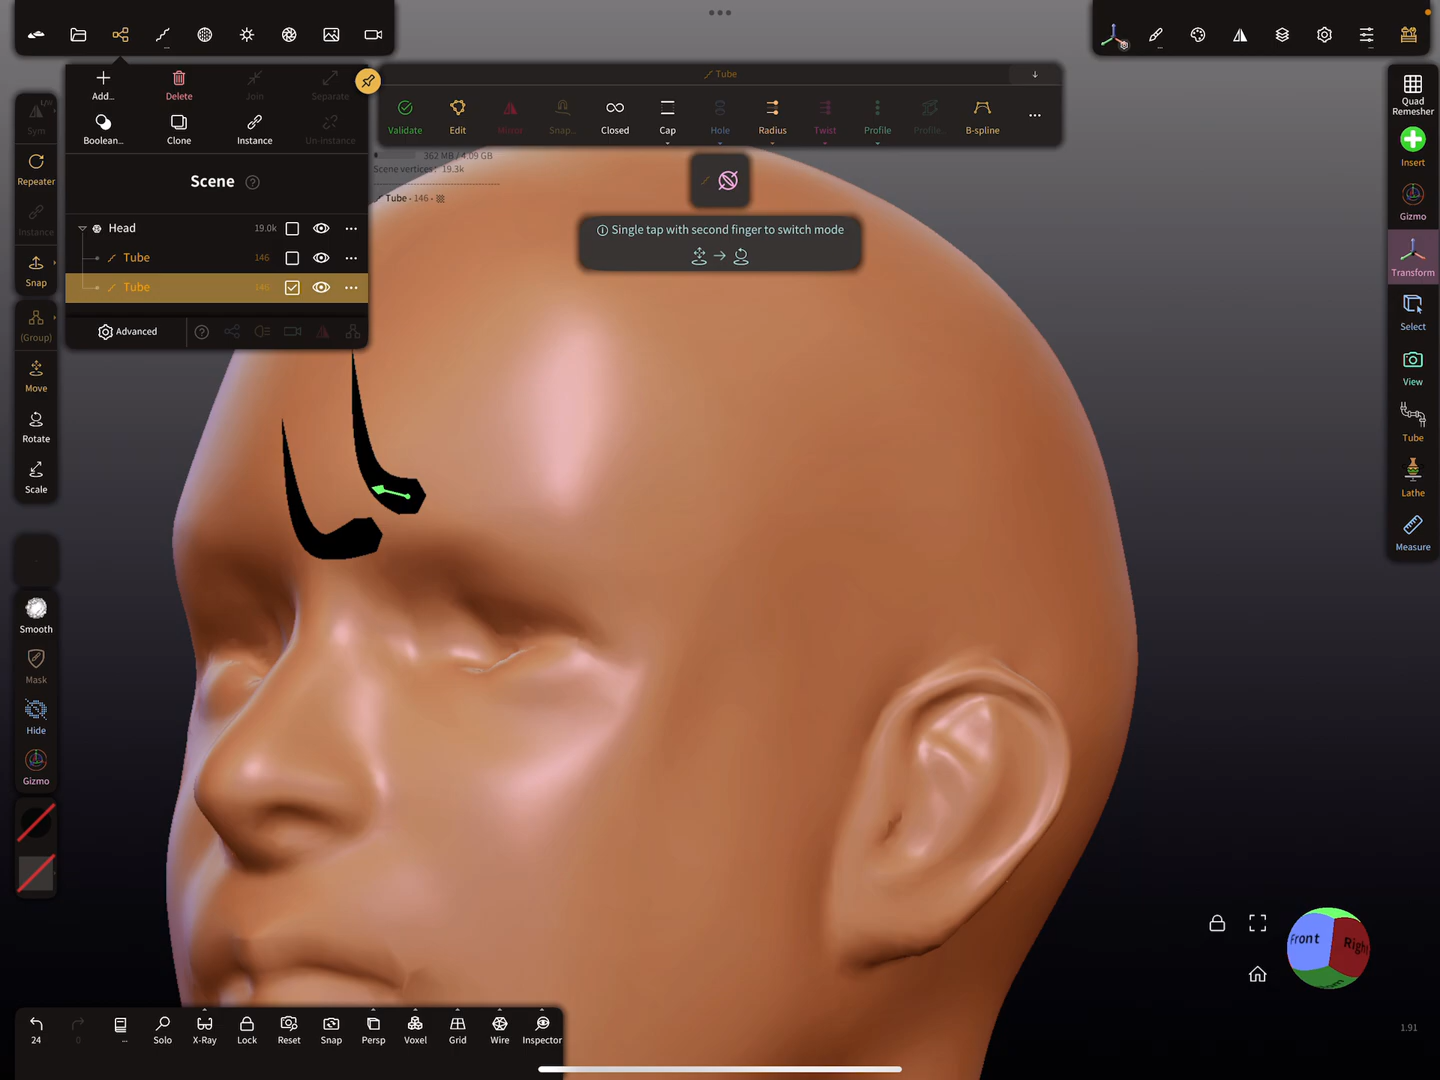 Add...
Delete
Join
Separate
Boolean...
Clone
Instance
Un-instance
Scene
Head 19.0k
Tube 146
Tube 146
Advanced
Tube
Validate
Edit
Mirror
Snap...
Closed
Cap
Hole
Radius
Twist
Profile
Profile...
B-spline
362 MB / 4.09 GB
Scene vertices: 19.3k
Tube - 146 -
Single tap with second finger to switch mode
L/W
Sym
Repeater
Instance
Snap
(Group)
Move
Rotate
Scale
Smooth
Mask
Hide
Gizmo
Quad
Remesher
Insert
Gizmo
Transform
Select
View
Tube
Lathe
Measure
Front
Right
1.91
24
0
...
Solo
X-Ray
Lock
Reset
Snap
Persp
Voxel
Grid
Wire
Inspector